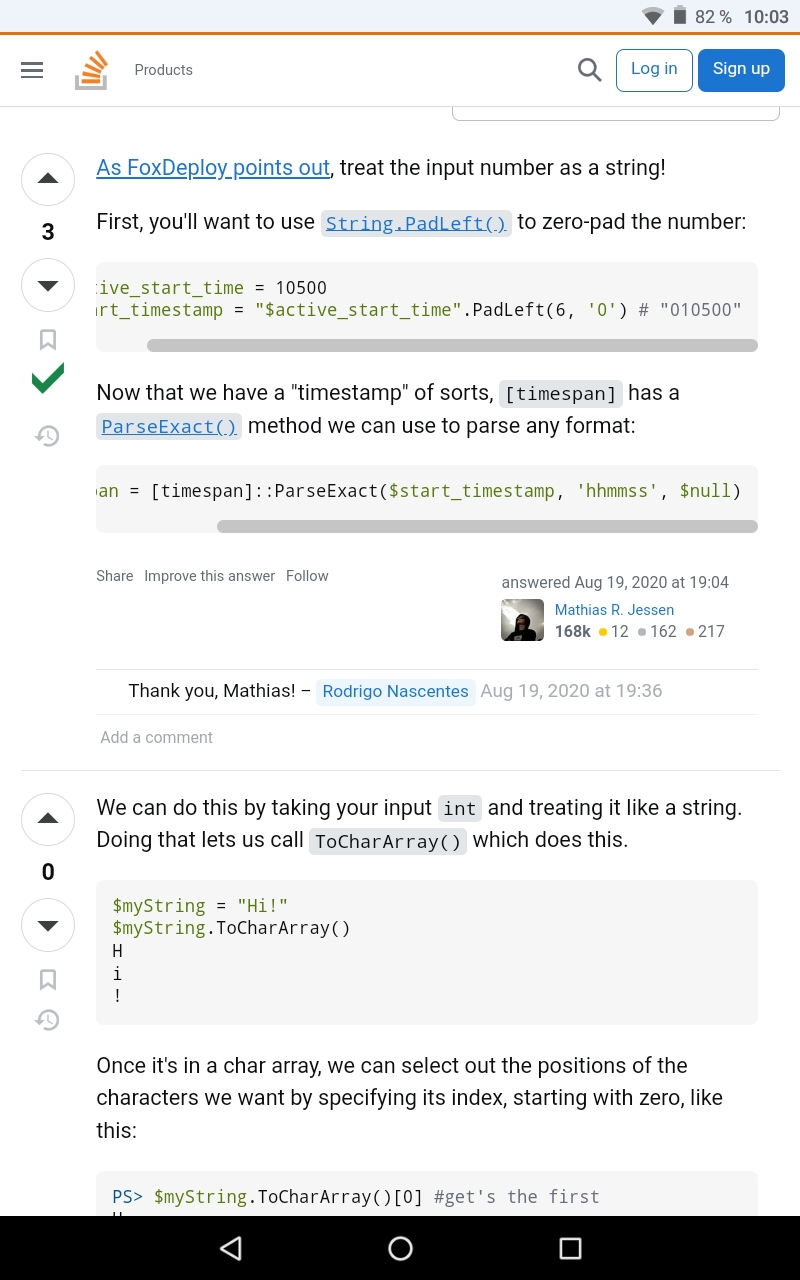 82 % 10:03
Products Log in Sign up
As FoxDeploy points out, treat the input number as a string!
3
First, you'll want to use String.PadLeft() to zero-pad the number:
ive_start_time = 10500
rt_timestamp = "$active_start_time".PadLeft(6, '0') # "010500"
Now that we have a "timestamp" of sorts, [timespan] has a
ParseExact() method we can use to parse any format:
an = [timespan]::ParseExact($start_timestamp, 'hhmmss', $null)
Share Improve this answer Follow
answered Aug 19, 2020 at 19:04
Mathias R. Jessen
168k 12 162 217
Thank you, Mathias! – Rodrigo Nascentes Aug 19, 2020 at 19:36
Add a comment
We can do this by taking your input int and treating it like a string.
Doing that lets us call ToCharArray() which does this.
0
$myString = "Hi!"
$myString.ToCharArray()
H
i
!
Once it's in a char array, we can select out the positions of the
characters we want by specifying its index, starting with zero, like
this:
PS> $myString.ToCharArray()[0] #get's the first